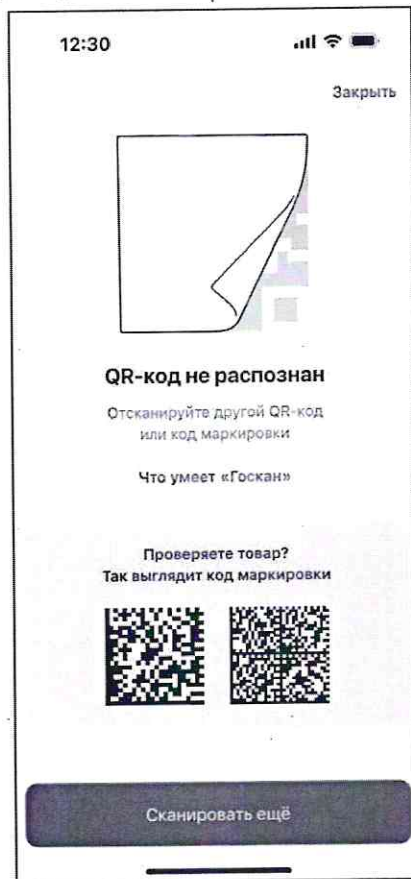 12:30
Закрыть
QR-код не распознан
Отсканируйте другой QR-код
или код маркировки
Что умеет «Госкан»
Проверяете товар?
Так выглядит код маркировки
Сканировать ещё